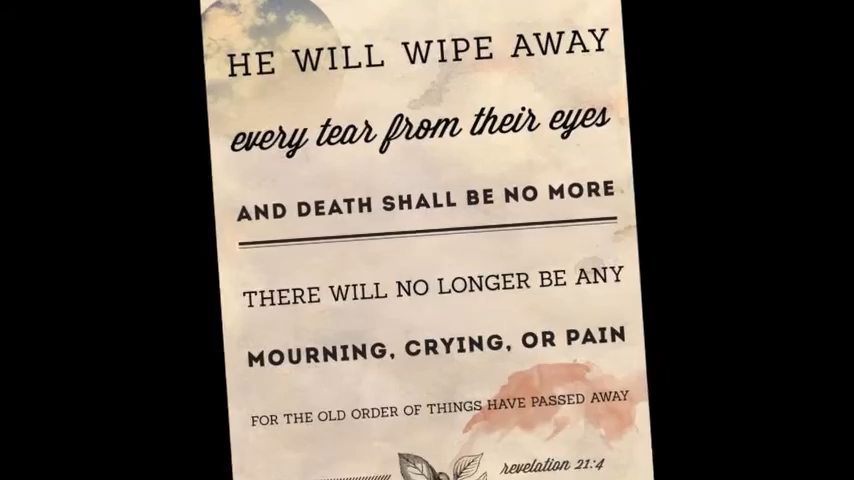 HE WILL WIPE AWAY
every tear from their eyes
AND DEATH SHALL BE NO MORE
THERE WILL NO LONGER BE ANY
MOURNING, CRYING, OR PAIN
FOR THE OLD ORDER OF THINGS HAVE PASSED AWAY
revelation 21:4